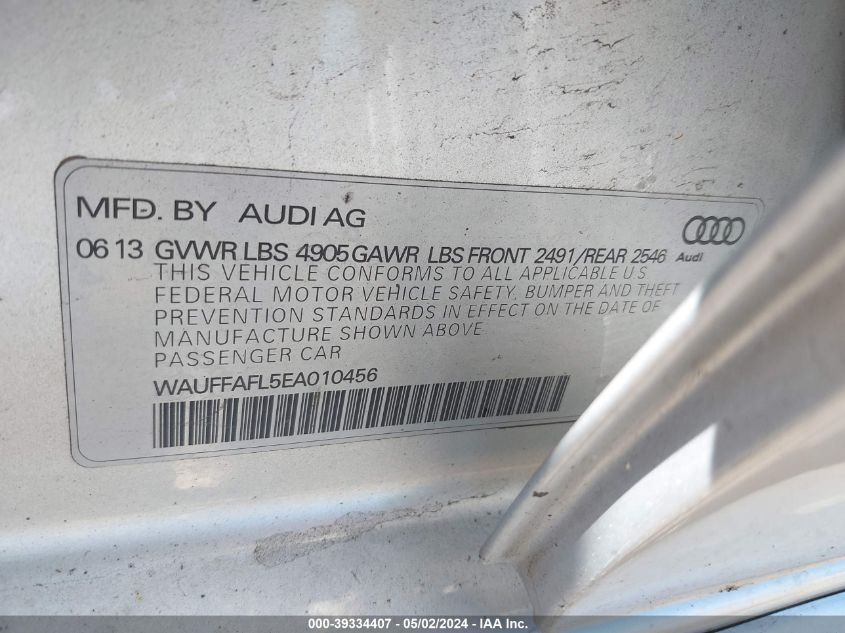 MFD. BY AUDI AG
06 13 GVWR LBS 4905 GAWR LBS FRONT 2491/REAR 2546
Audi
THIS VEHICLE CONFORMS TO ALL APPLICABLE U S
FEDERAL MOTOR VEHICLE SAFETY, BUMPER AND THEFT
PREVENTION STANDARDS IN EFFECT ON THE DATE OF
MANUFACTURE SHOWN ABOVE.
PASSENGER CAR
WAUFFAFL5EA010456
000-39334407 - 05/02/2024 - IAA Inc.